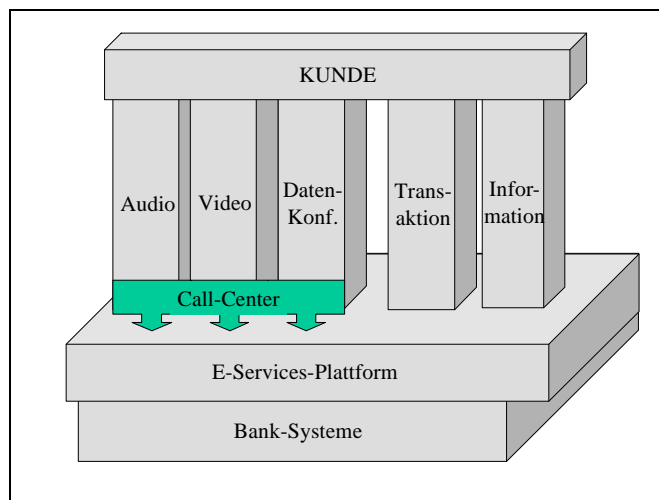 KUNDE
Audio
Video
Daten-
Konf.
Trans-
aktion
Infor-
mation
Call-Center
E-Services-Plattform
Bank-Systeme